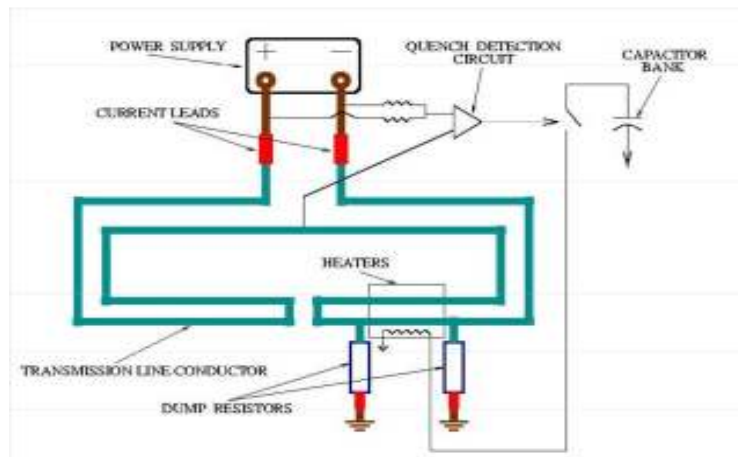 POWER SUPPLY
+ −
QUENCH DETECTION
CIRCUIT
CAPACITOR
BANK
CURRENT LEADS
HEATERS
TRANSMISSION LINE CONDUCTOR
DUMP RESISTORS